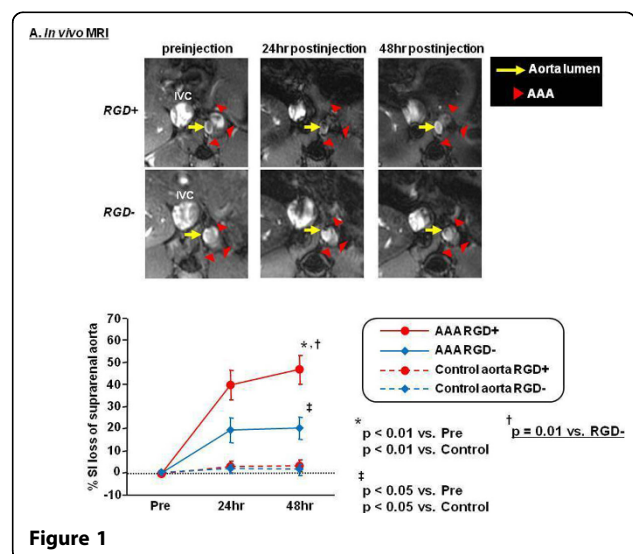 A. In vivo MRI
preinjection 24hr postinjection 48hr postinjection
RGD+
IVC
RGD-
IVC
Aorta lumen
AAA
% SI loss of suprarenal aorta
70
60
50
40
30
20
10
0
-10
Pre 24hr 48hr
*,†
‡
AAA RGD+
AAA RGD-
Control aorta RGD+
Control aorta RGD-
*
p < 0.01 vs. Pre
p < 0.01 vs. Control
†
p = 0.01 vs. RGD-
‡
p < 0.05 vs. Pre
p < 0.05 vs. Control
Figure 1